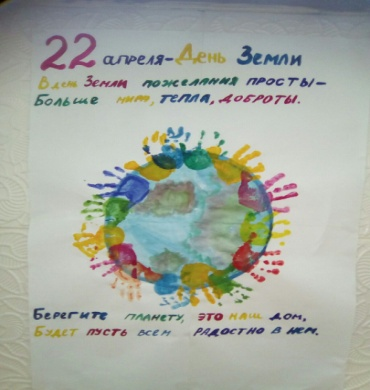 22 апреля-День Земли
В день Земли пожелания просты-
Больше мира, тепла, доброты.
Берегите планету, это наш дом,
Будет пусть всем радостно в нем.